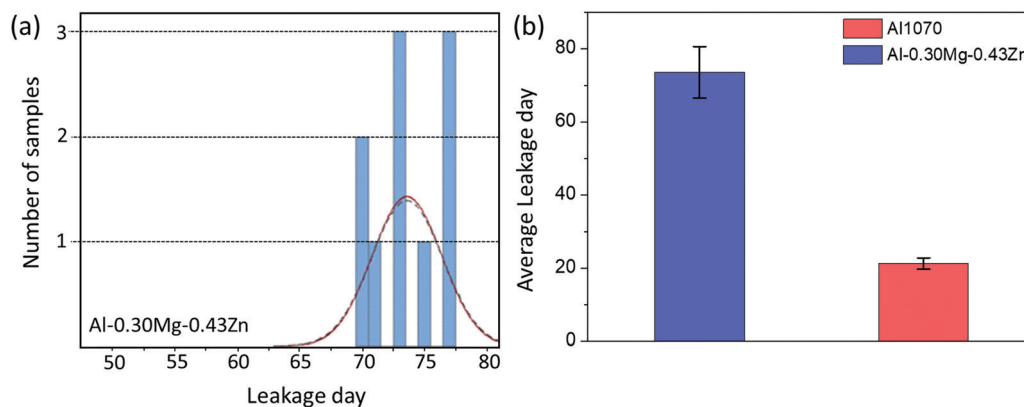 (a)
3
2
1
Number of samples
Al-0.30Mg-0.43Zn
50 55 60 65 70 75 80
Leakage day
(b)
Al1070
Al-0.30Mg-0.43Zn
80
60
40
20
0
Average Leakage day